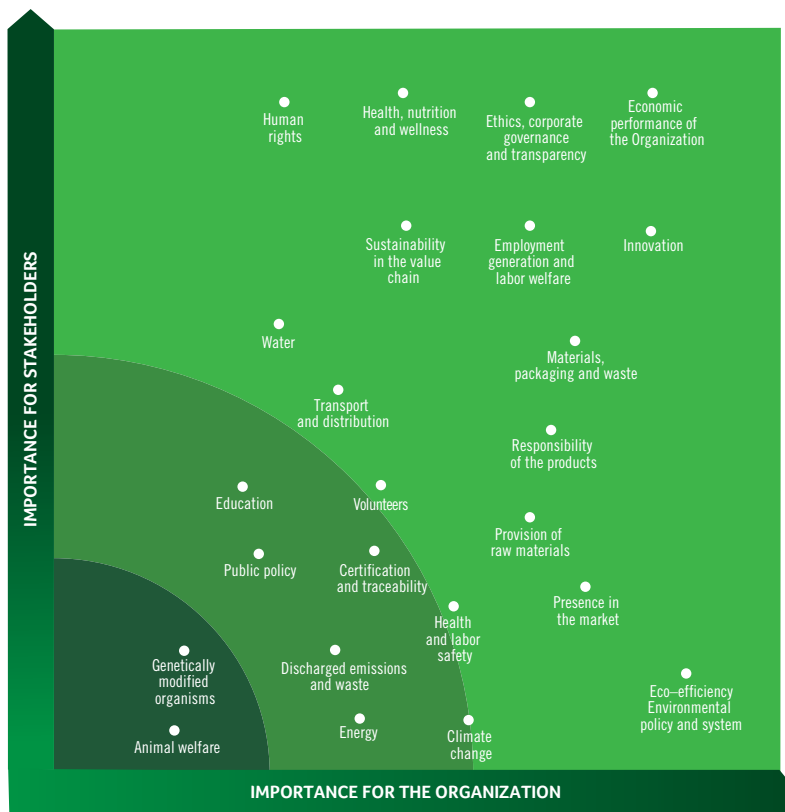 IMPORTANCE FOR STAKEHOLDERS
Human
rights
Health, nutrition
and wellness
Ethics, corporate
governance
and transparency
Economic
performance of
the Organization
Sustainability
in the value
chain
Employment
generation and
labor welfare
Innovation
Water
Materials,
packaging and waste
Transport
and distribution
Responsibility
of the products
Education
Volunteers
Provision of
raw materials
Public policy
Certification
and traceability
Presence in
the market
Health
and labor
safety
Genetically
modified
organisms
Discharged emissions
and waste
Eco–efficiency
Environmental
policy and system
Animal welfare
Energy
Climate
change
IMPORTANCE FOR THE ORGANIZATION